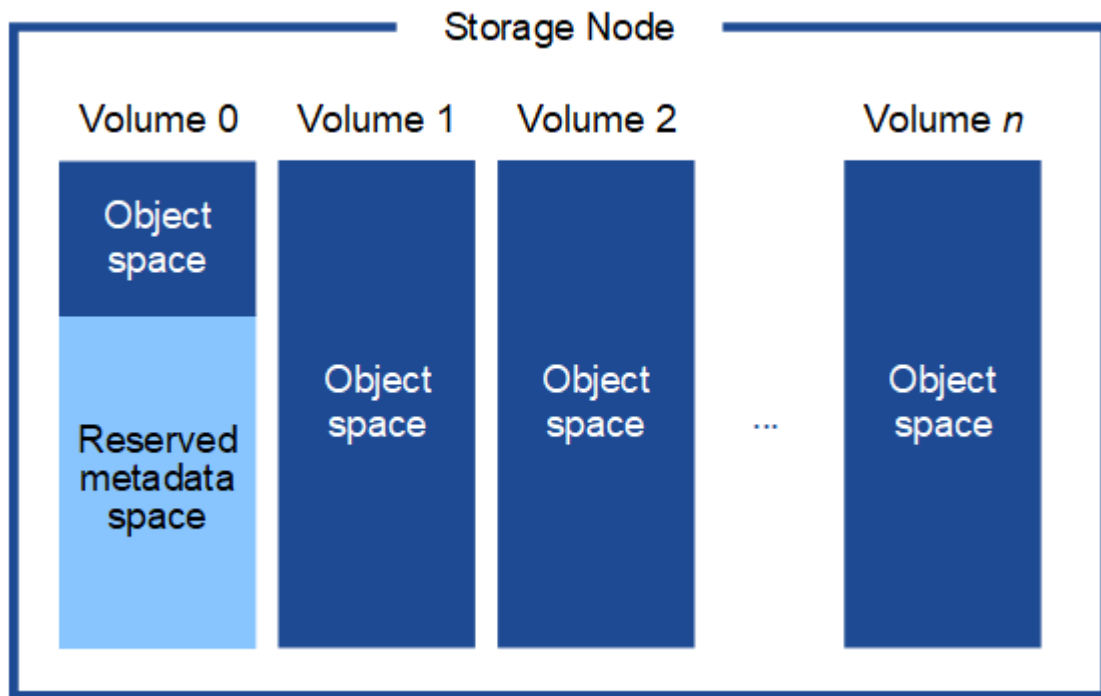 Storage Node
Volume 0
Volume 1
Volume 2
Volume n
Object
space
Reserved
metadata
space
Object
space
Object
space
...
Object
space